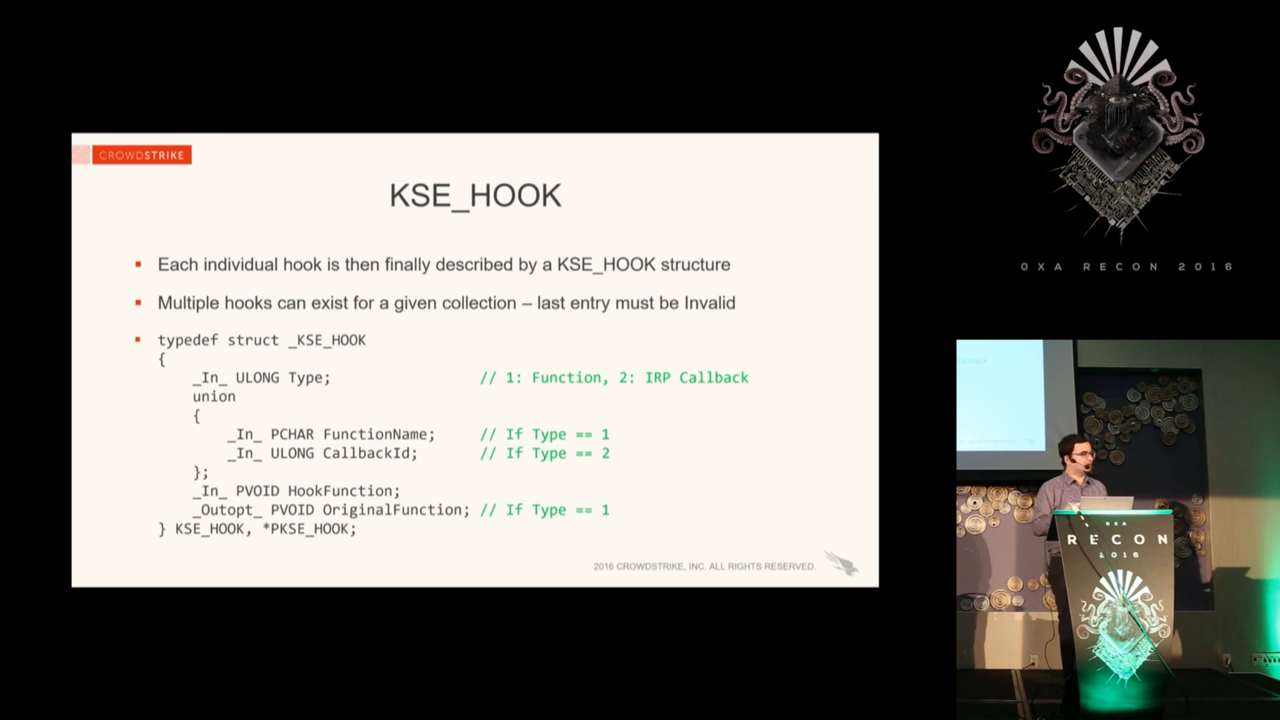 CROWDSTRIKE
KSE_HOOK
▪ Each individual hook is then finally described by a KSE_HOOK structure
▪ Multiple hooks can exist for a given collection – last entry must be Invalid
▪ typedef struct _KSE_HOOK
{
_In_ ULONG Type; // 1: Function, 2: IRP Callback
union
{
_In_ PCHAR FunctionName; // If Type == 1
_In_ ULONG CallbackId; // If Type == 2
};
_In_ PVOID HookFunction;
_Outopt_ PVOID OriginalFunction; // If Type == 1
} KSE_HOOK, *PKSE_HOOK;
2016 CROWDSTRIKE, INC. ALL RIGHTS RESERVED.
0XA RECON 2016
0XA
RECON
2016